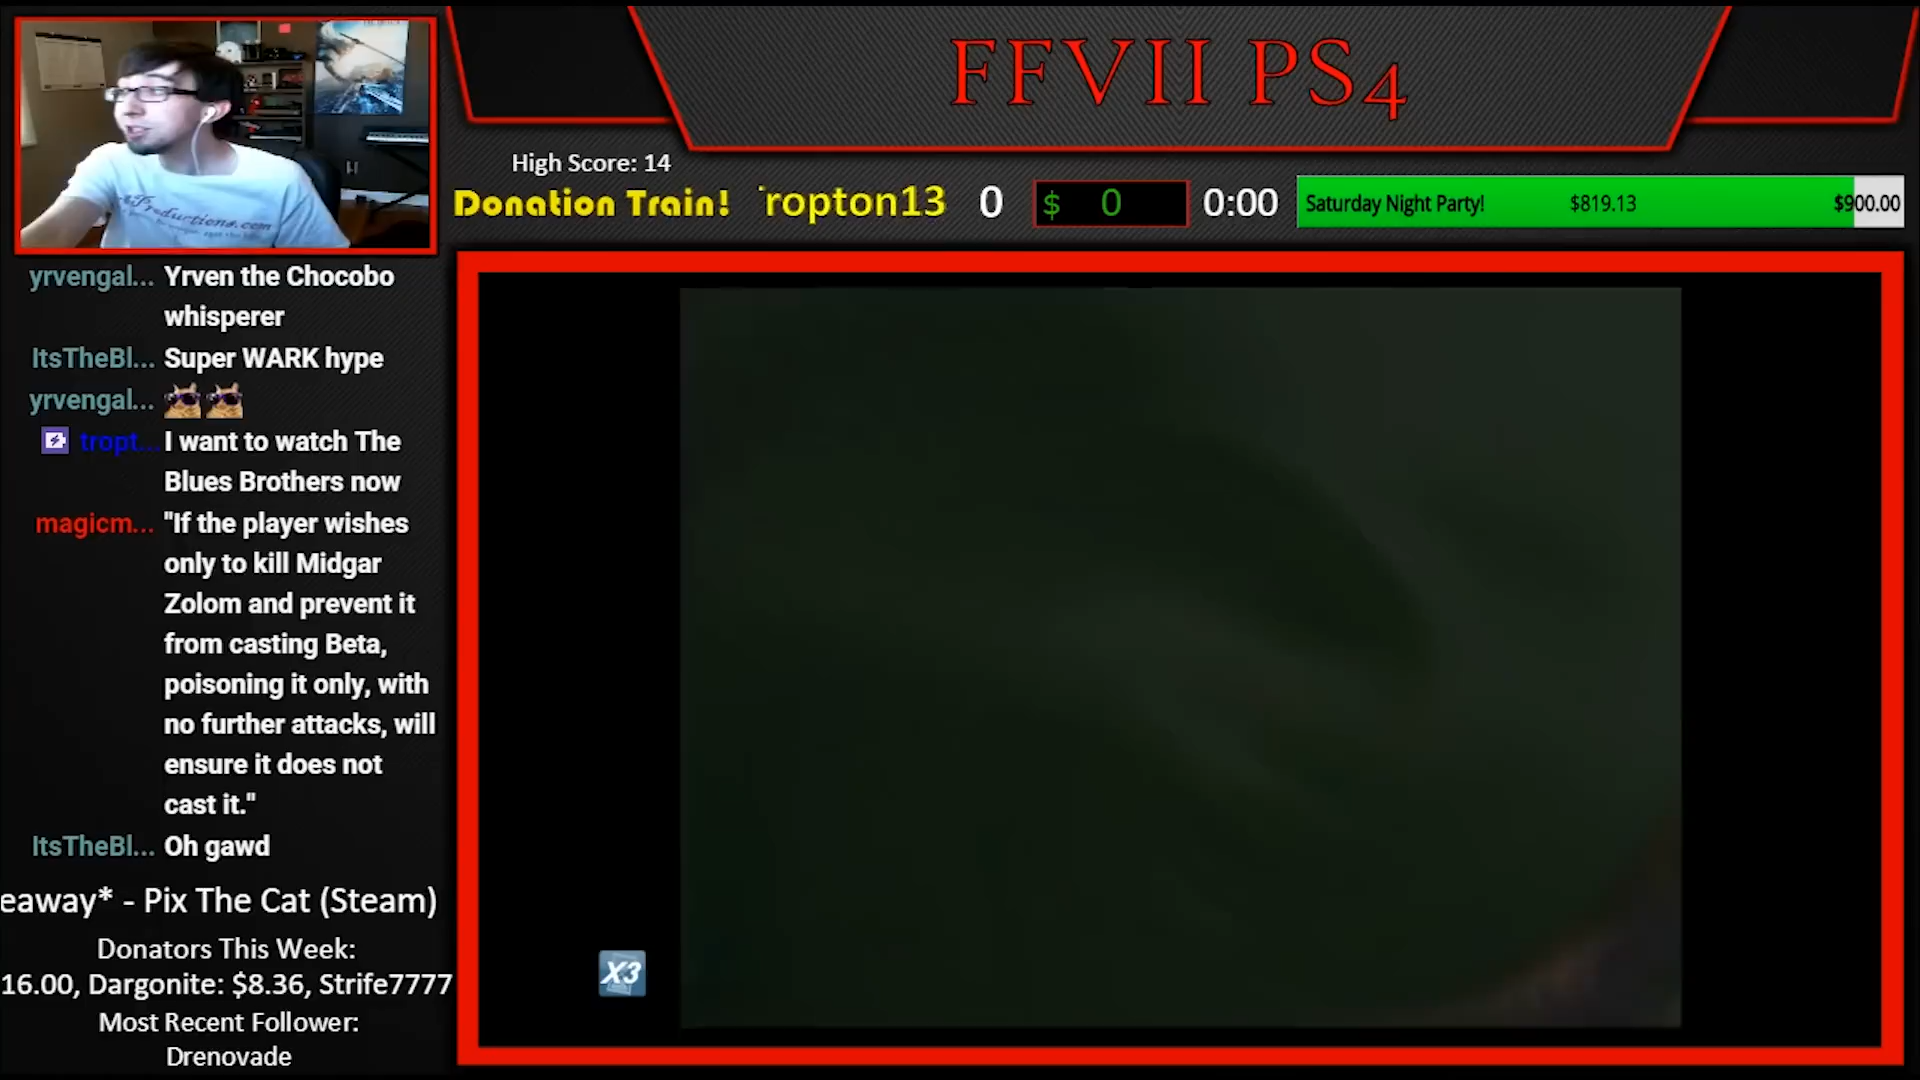 FFVII PS4
High Score: 14
Donation Train! ropton13 0 $ 0 0:00 Saturday Night Party! $819.13 $900.00
Productions.com
yrvengal... Yrven the Chocobo
whisperer
ItsTheBl... Super WARK hype
yrvengal...
tropt... I want to watch The
Blues Brothers now
magicm... "If the player wishes
only to kill Midgar
Zolom and prevent it
from casting Beta,
poisoning it only, with
no further attacks, will
ensure it does not
cast it."
ItsTheBl... Oh gawd
eaway* - Pix The Cat (Steam)
Donators This Week:
16.00, Dargonite: $8.36, Strife7777
Most Recent Follower:
Drenovade
X3